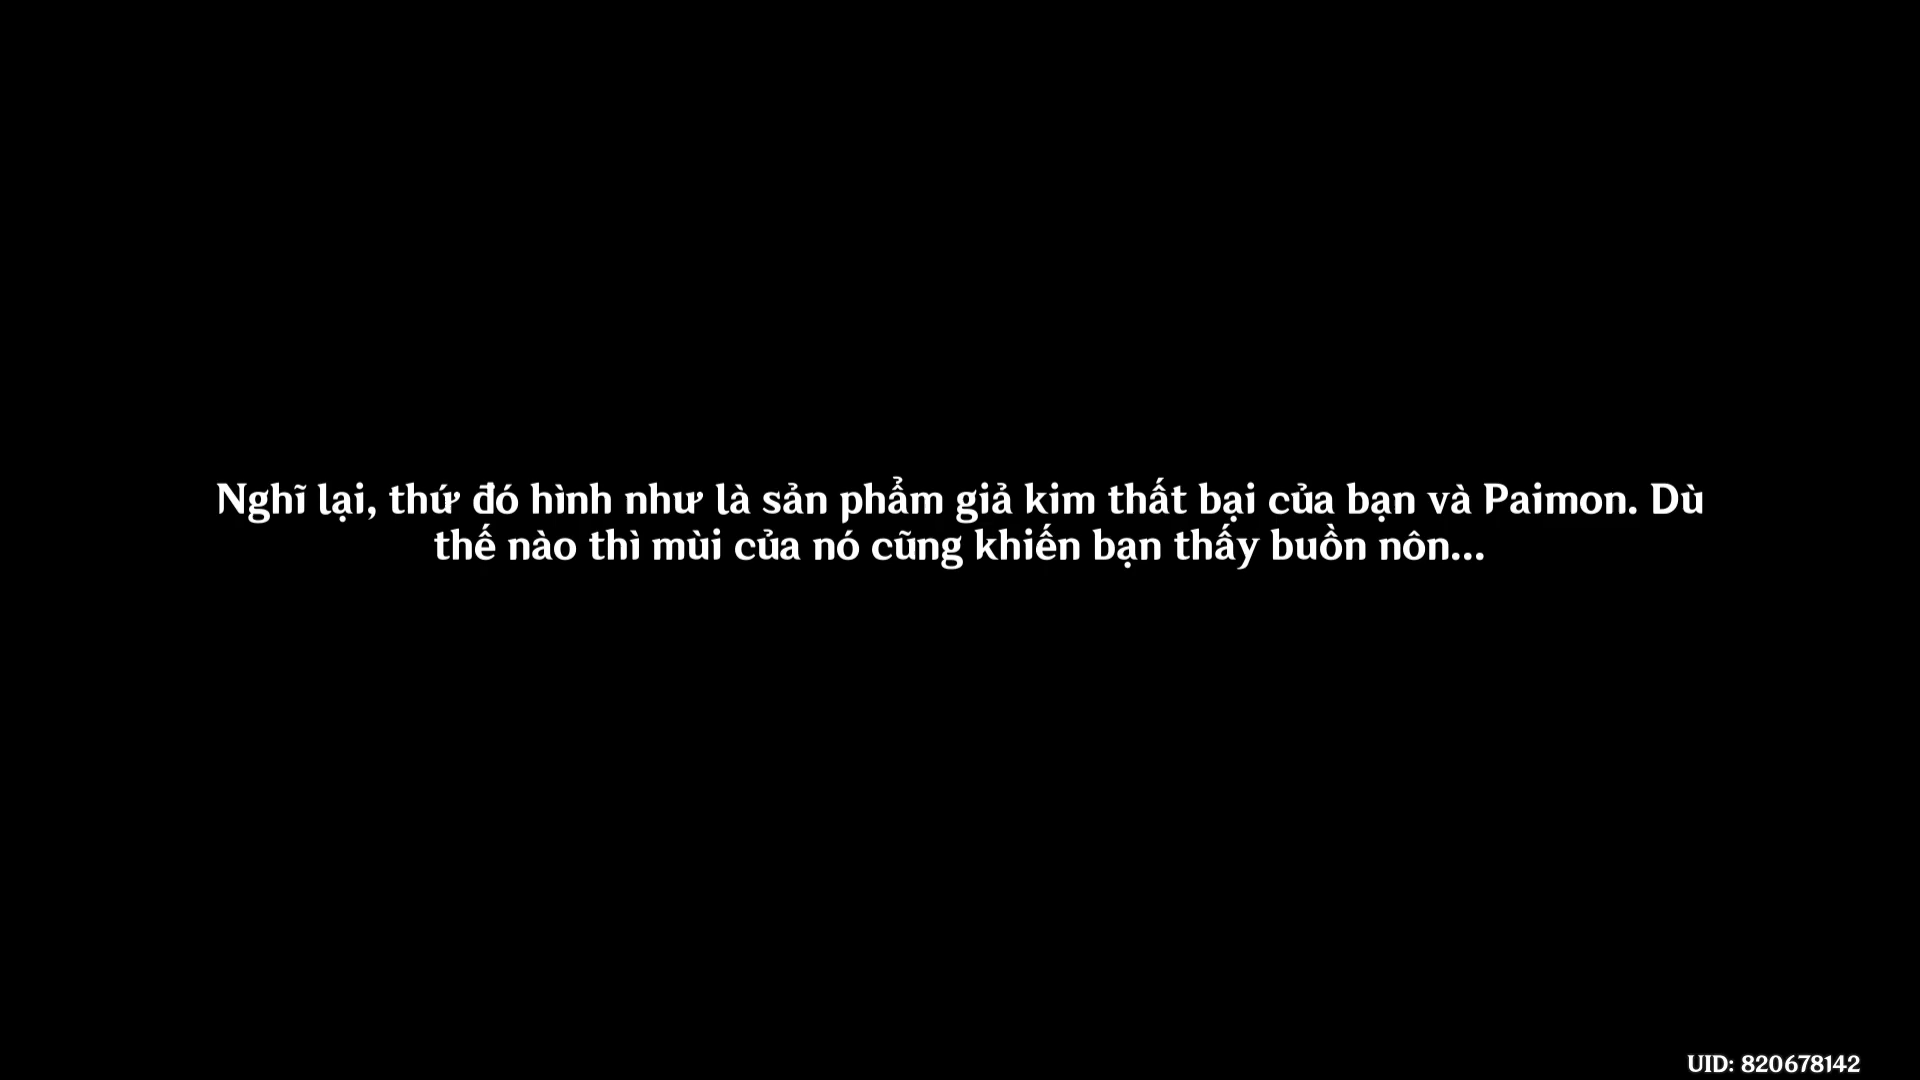 Nghĩ lại, thứ đó hình như là sản phẩm giả kim thất bại của bạn và Paimon. Dù
thế nào thì mùi của nó cũng khiến bạn thấy buồn nôn...
UID: 820678142